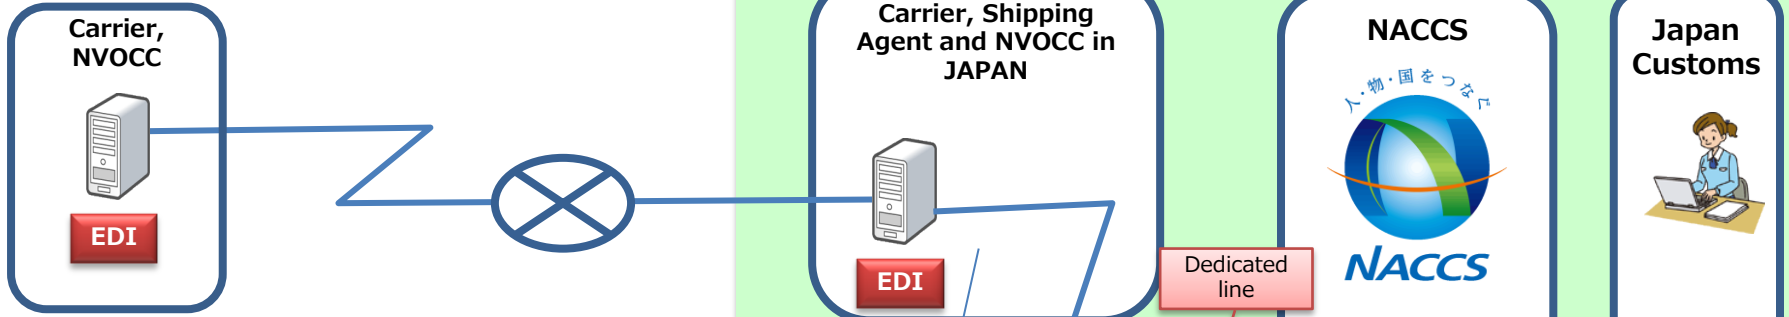 Carrier,
NVOCC
EDI
Carrier, Shipping
Agent and NVOCC in
JAPAN
EDI
Dedicated
line
NACCS
人・物・国をつなぐ
NACCS
Japan
Customs